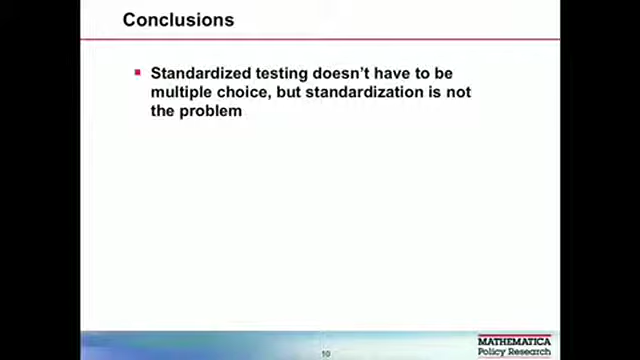 Conclusions
Standardized testing doesn't have to be
multiple choice, but standardization is not
the problem
10
MATHEMATICA
Policy Research